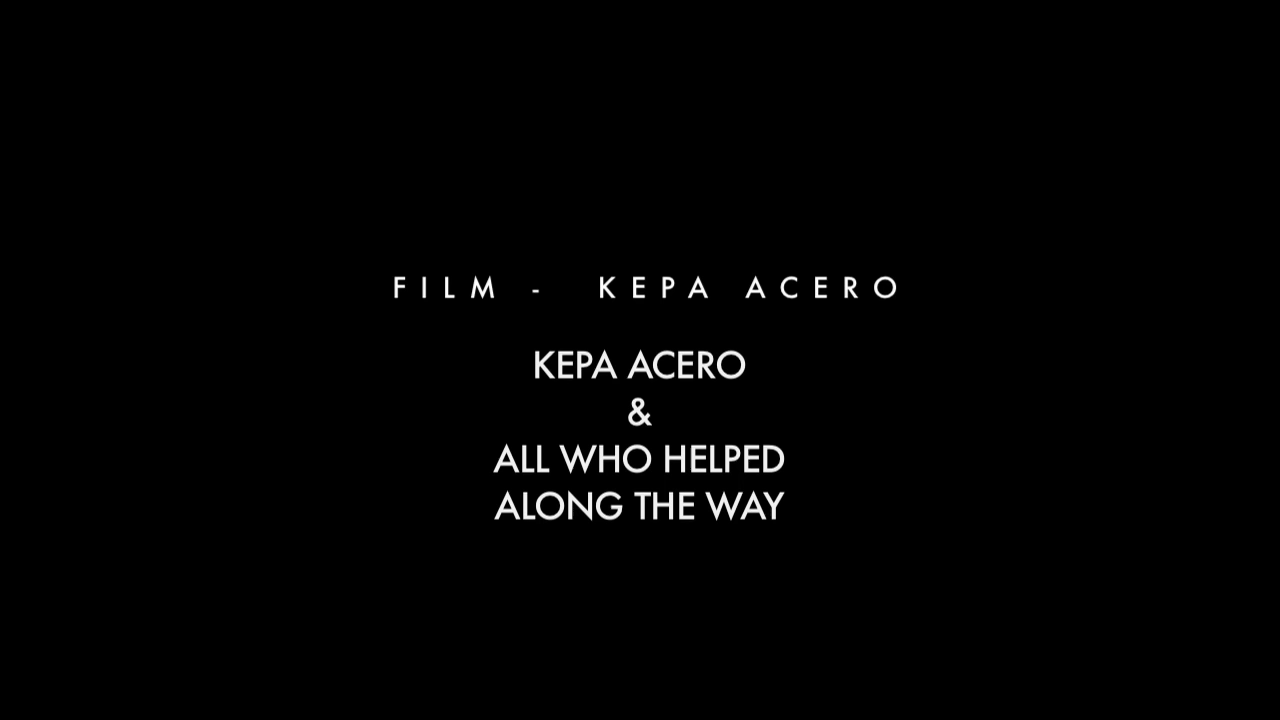 FILM - KEPA ACERO
KEPA ACERO
&
ALL WHO HELPED
ALONG THE WAY